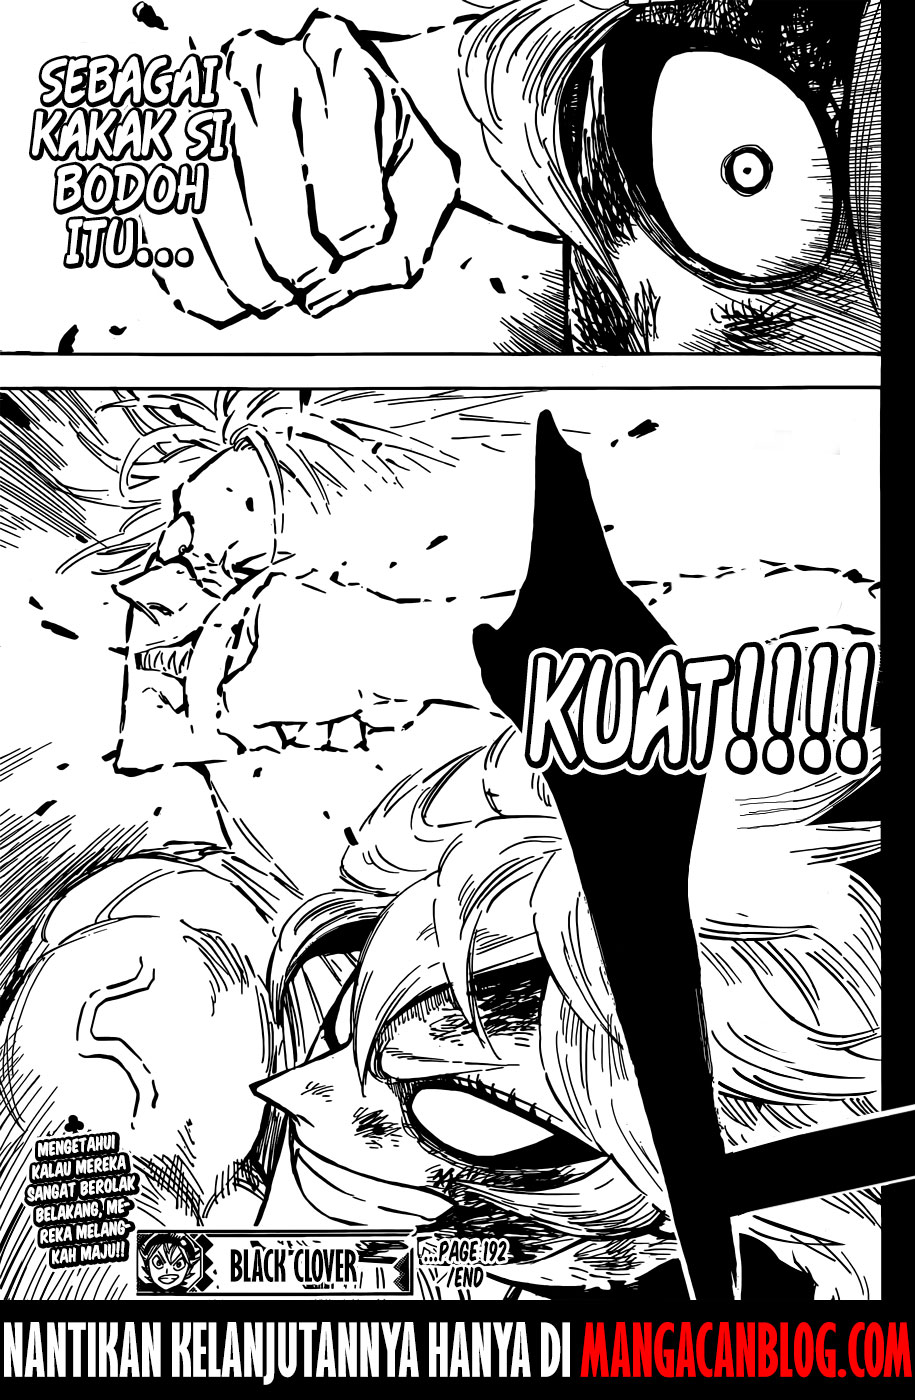 SEBAGAI
KAKAK SI
BODOH
ITU...
KUAT!!!!
MENGETAHUI
KALAU MEREKA
SANGAT BEROLAK
BELAKANG, ME-
REKA MELANG-
KAH MAJU!!
BLACK CLOVER
...PAGE 192
/END
NANTIKAN KELANJUTANNYA HANYA DI MANGACANBLOG.COM